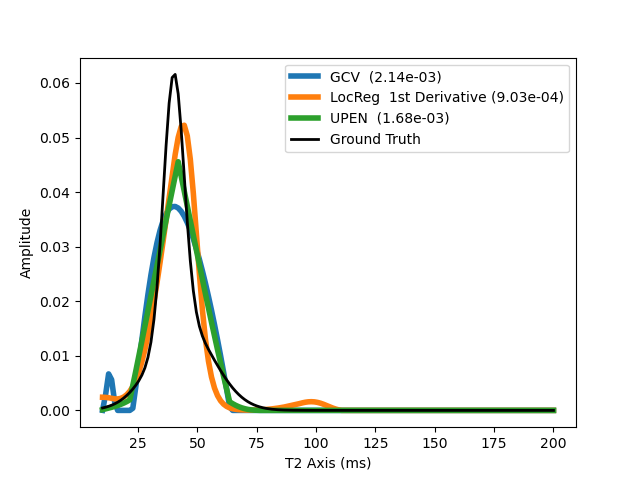 GCV  (2.14e-03)
LocReg  1st Derivative (9.03e-04)
UPEN  (1.68e-03)
Ground Truth
0.06
0.05
0.04
0.03
0.02
0.01
0.00
Amplitude
25 50 75 100 125 150 175 200
T2 Axis (ms)